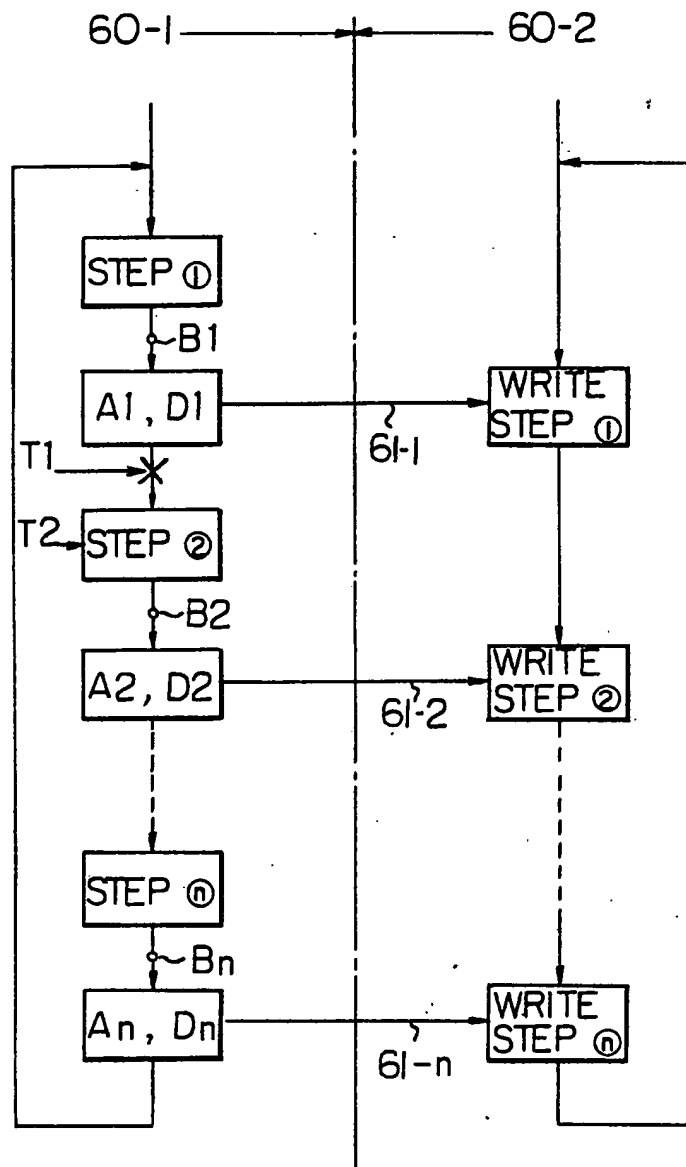 60-1
60-2
STEP ①
B1
A1, D1
WRITE
STEP ①
61-1
T1
T2
STEP ②
B2
A2, D2
WRITE
STEP ②
61-2
STEP ⓝ
Bn
An, Dn
WRITE
STEP ⓝ
61-n